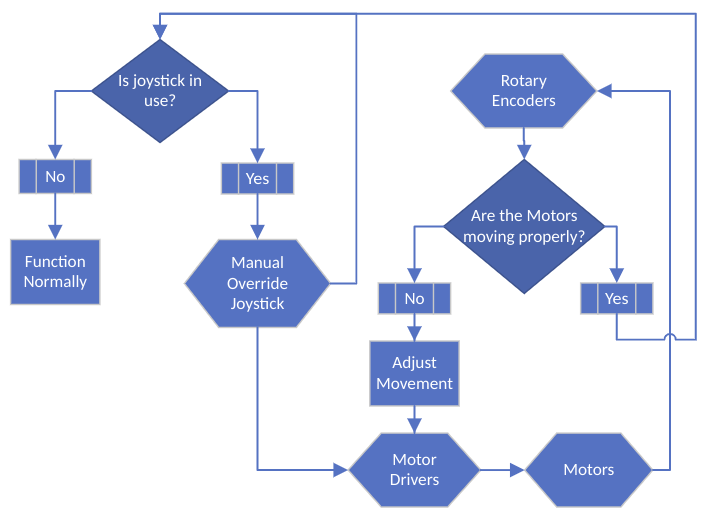 Is joystick in
use?
No
Yes
Function
Normally
Manual
Override
Joystick
Rotary
Encoders
Are the Motors
moving properly?
No
Yes
Adjust
Movement
Motor
Drivers
Motors